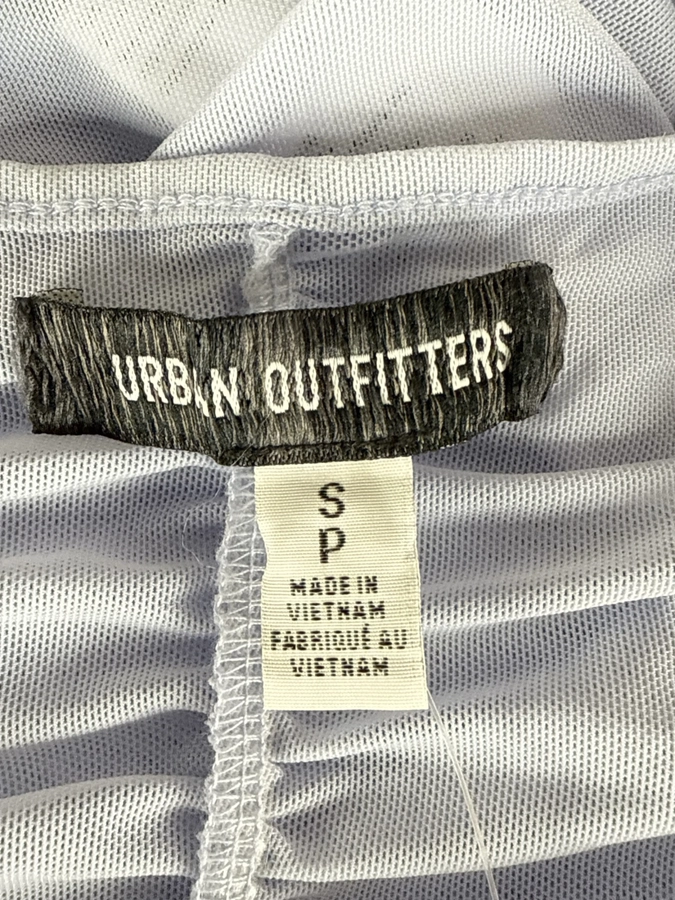 URBAN OUTFITTERS
S
P
MADE IN
VIETNAM
FABRIQUÉ AU
VIETNAM